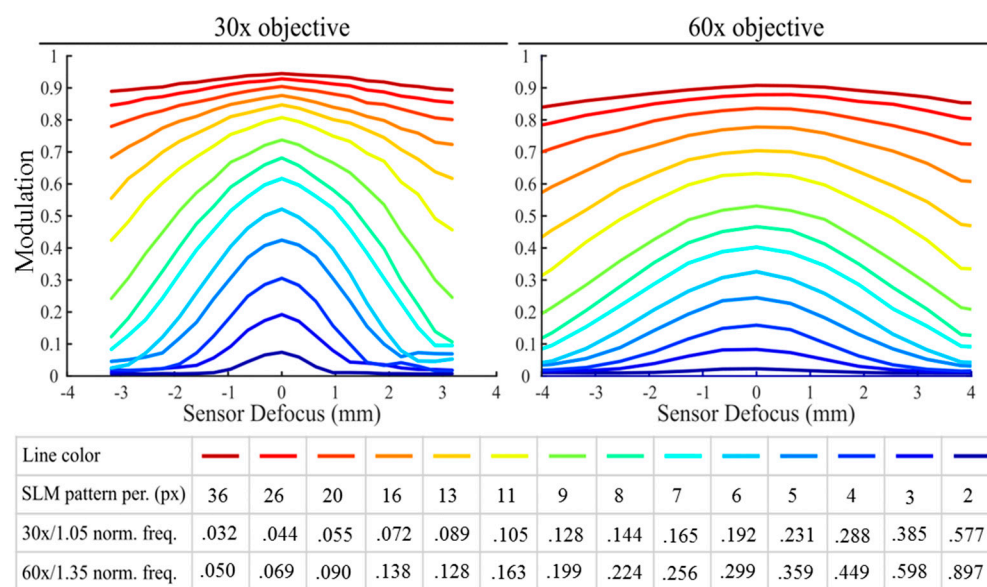 30x objective
60x objective
Modulation
1
0.9
0.8
0.7
0.6
0.5
0.4
0.3
0.2
0.1
0
-4 -3 -2 -1 0 1 2 3 4
Sensor Defocus (mm)
1
0.9
0.8
0.7
0.6
0.5
0.4
0.3
0.2
0.1
0
-4 -3 -2 -1 0 1 2 3 4
Sensor Defocus (mm)
Line color
SLM pattern per. (px) 36 26 20 16 13 11 9 8 7 6 5 4 3 2
30x/1.05 norm. freq. .032 .044 .055 .072 .089 .105 .128 .144 .165 .192 .231 .288 .385 .577
60x/1.35 norm. freq. .050 .069 .090 .138 .128 .163 .199 .224 .256 .299 .359 .449 .598 .897